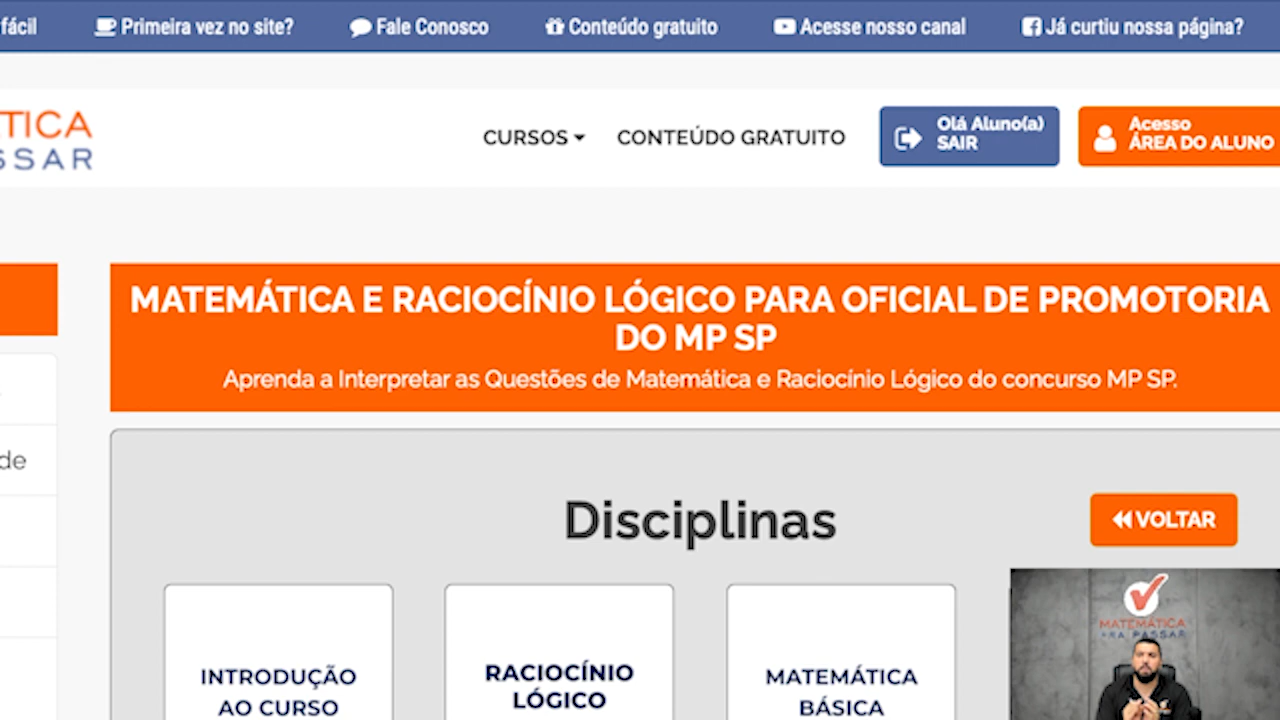 fácil
Primeira vez no site?
Fale Conosco
Conteúdo gratuito
Acesse nosso canal
Já curtiu nossa página?
TICA
SSAR
CURSOS
CONTEÚDO GRATUITO
Olá Aluno(a)
SAIR
Acesso
ÁREA DO ALUNO
MATEMÁTICA E RACIOCÍNIO LÓGICO PARA OFICIAL DE PROMOTORIA
DO MP SP
Aprenda a Interpretar as Questões de Matemática e Raciocínio Lógico do concurso MP SP.
de
Disciplinas
VOLTAR
INTRODUÇÃO
AO CURSO
RACIOCÍNIO
LÓGICO
MATEMÁTICA
BÁSICA
MATEMÁTICA
PRA PASSAR